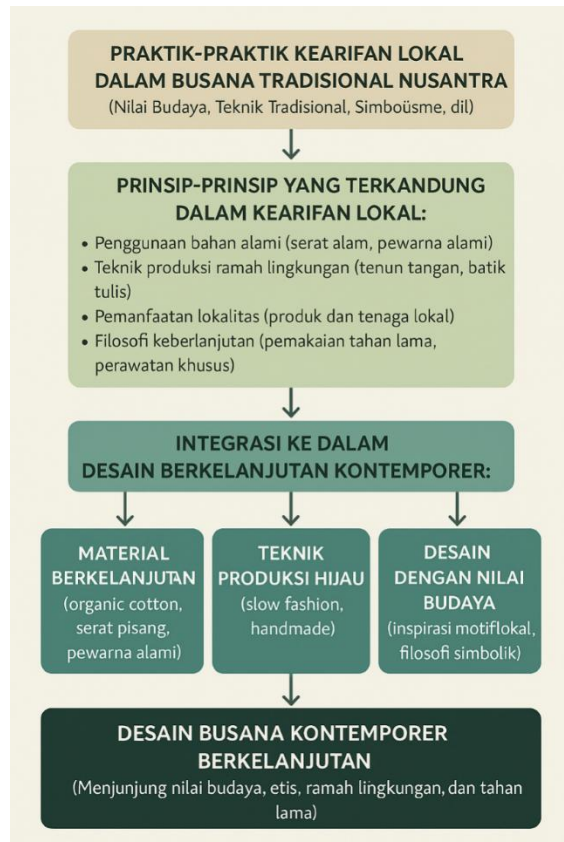 PRAKTIK-PRAKTIK KEARIFAN LOKAL
DALAM BUSANA TRADISIONAL NUSANTRA
(Nilai Budaya, Teknik Tradisional, Simboüsme, dil)
PRINSIP-PRINSIP YANG TERKANDUNG
DALAM KEARIFAN LOKAL:
• Penggunaan bahan alami (serat alam, pewarna alami)
• Teknik produksi ramah lingkungan (tenun tangan, batik
tulis)
• Pemanfaatan lokalitas (produk dan tenaga lokal)
• Filosofi keberlanjutan (pemakaian tahan lama,
perawatan khusus)
INTEGRASI KE DALAM
DESAIN BERKELANJUTAN KONTEMPORER:
MATERIAL
BERKELANJUTAN
(organic cotton,
serat pisang,
pewarna alami)
TEKNIK
PRODUKSI HIJAU
(slow fashion,
handmade)
DESAIN
DENGAN NILAI
BUDAYA
(inspirasi motiflokal,
filosofi simbolik)
DESAIN BUSANA KONTEMPORER
BERKELANJUTAN
(Menjunjung nilai budaya, etis, ramah lingkungan, dan tahan
lama)